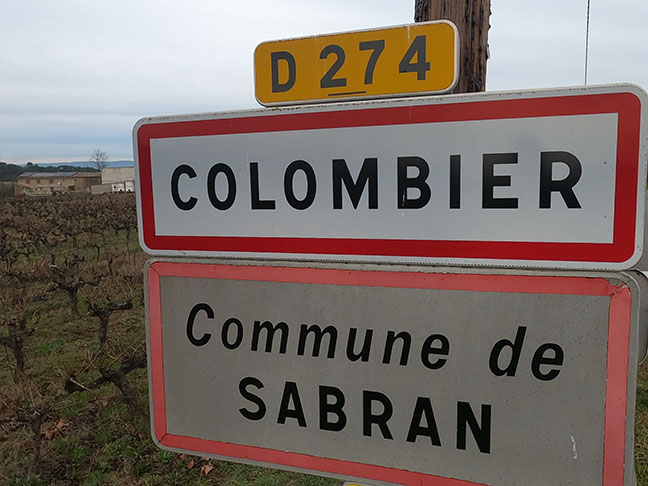 D 274
COLOMBIER
Commune de
SABRAN